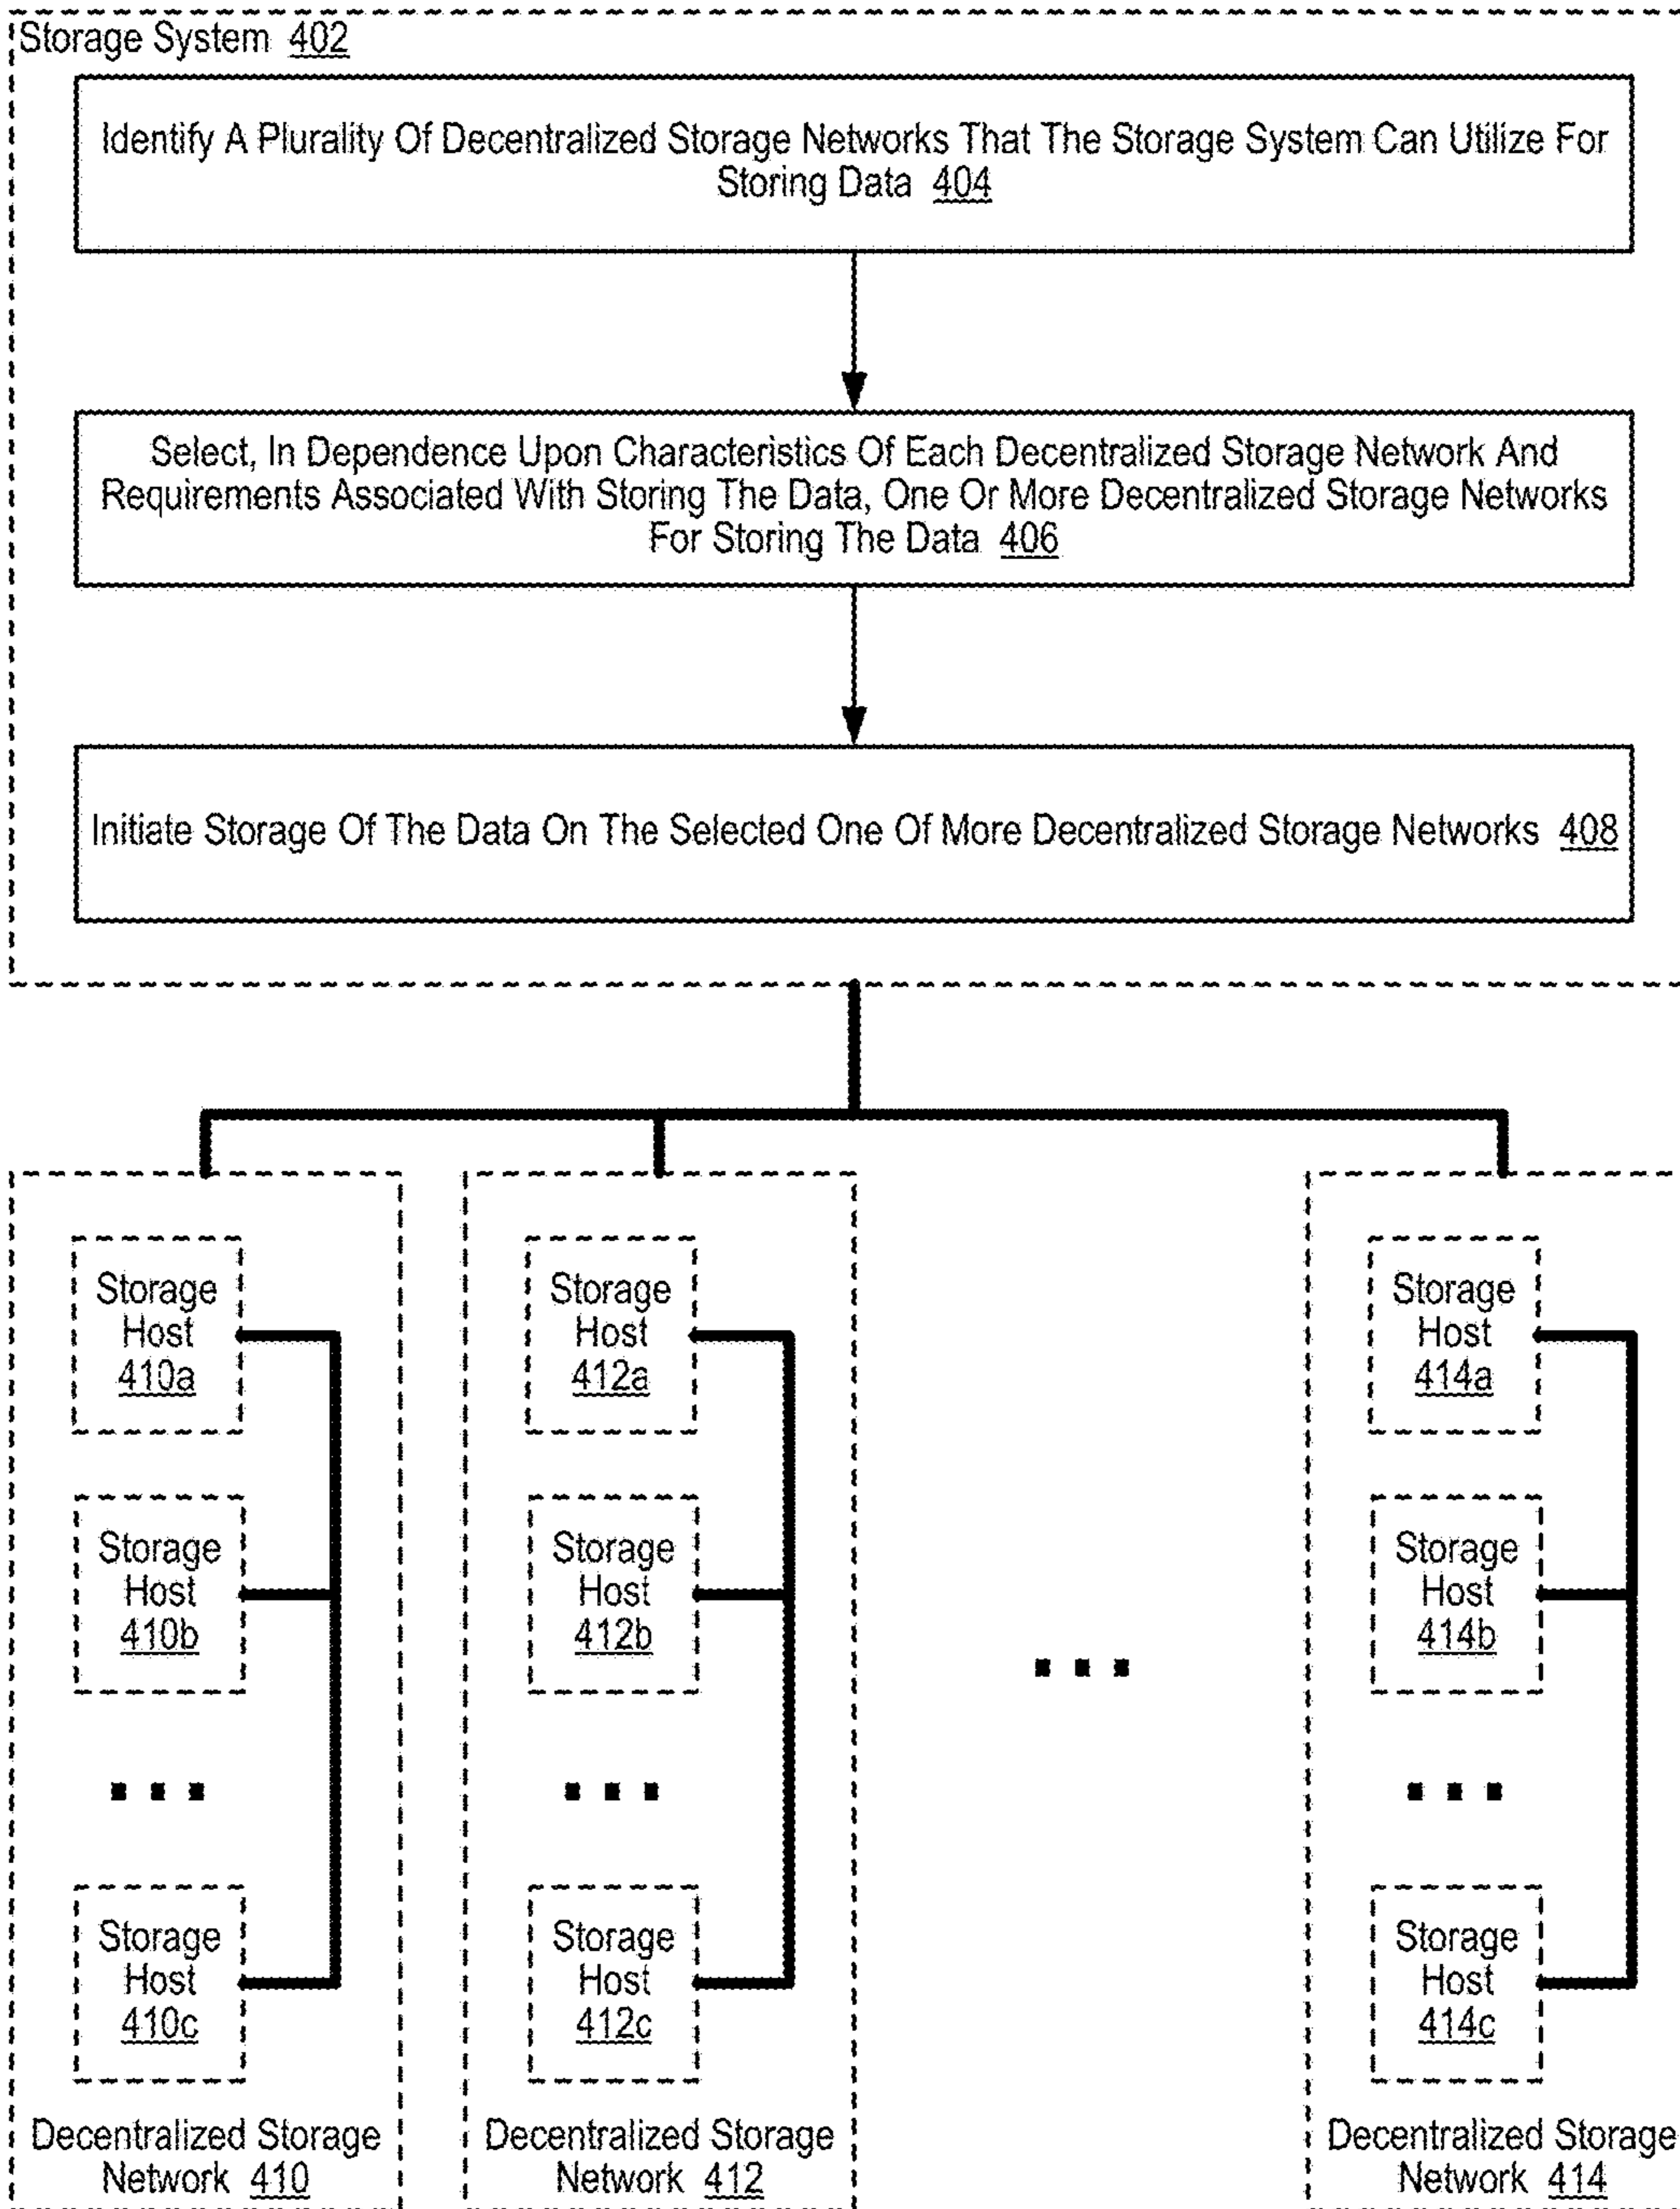 Storage System 402
Identify A Plurality Of Decentralized Storage Networks That The Storage System Can Utilize For
Storing Data 404
Select, In Dependence Upon Characteristics Of Each Decentralized Storage Network And
Requirements Associated With Storing The Data, One Or More Decentralized Storage Networks
For Storing The Data 406
Initiate Storage Of The Data On The Selected One Of More Decentralized Storage Networks 408
Storage
Host
410a
Storage
Host
410b
...
Storage
Host
410c
Decentralized Storage
Network 410
Storage
Host
412a
Storage
Host
412b
...
Storage
Host
412c
Decentralized Storage
Network 412
...
Storage
Host
414a
Storage
Host
414b
...
Storage
Host
414c
Decentralized Storage
Network 414